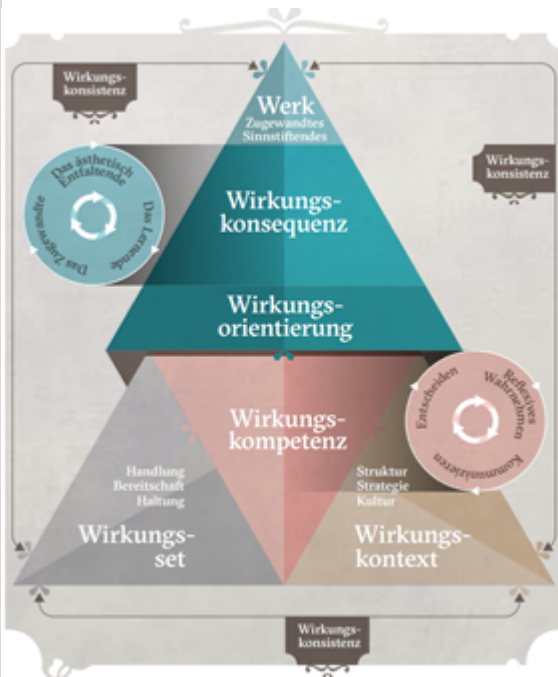 Wirkungs-
konsistenz
Werk
Zugewandtes
Sinnstiftendes
Wirkungs-
konsistenz
Das ästhetisch
Entfaltende
Das Lernende
Das Zugewandte
Wirkungs-
konsequenz
Wirkungs-
orientierung
Wirkungs-
kompetenz
Entscheiden
Reflexives
Wahrnehmen
Kommunizieren
Handlung
Bereitschaft
Haltung
Struktur
Strategie
Kultur
Wirkungs-
set
Wirkungs-
kontext
Wirkungs-
konsistenz